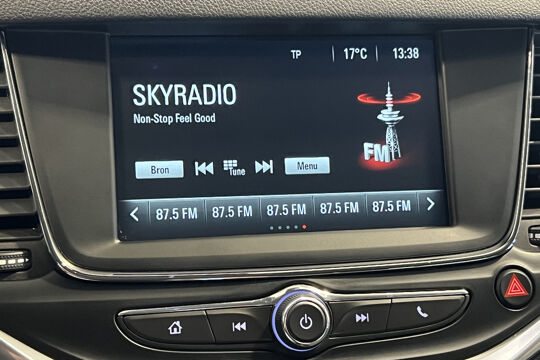 TP 17°C 13:38
SKYRADIO
Non-Stop Feel Good
FM
Bron Tune Menu
87.5 FM 87.5 FM 87.5 FM 87.5 FM 87.5 FM